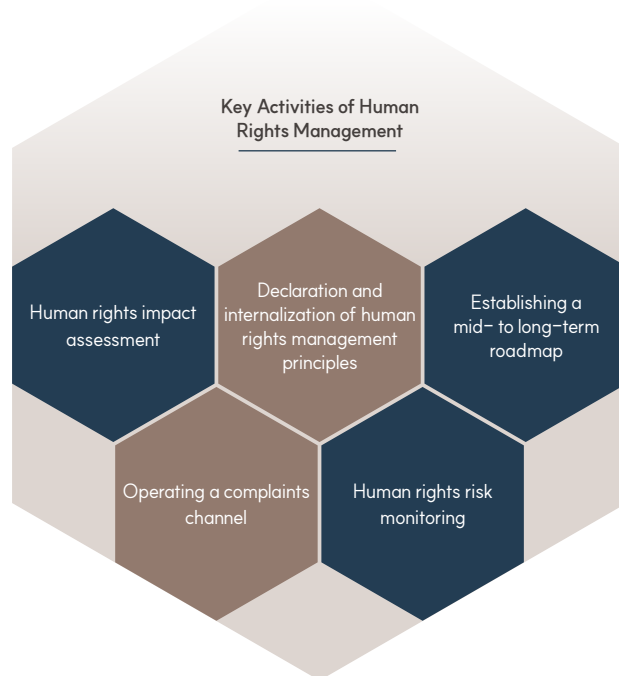 Key Activities of Human
Rights Management
Human rights impact
assessment
Declaration and
internalization of human
rights management
principles
Establishing a
mid- to long-term
roadmap
Operating a complaints
channel
Human rights risk
monitoring